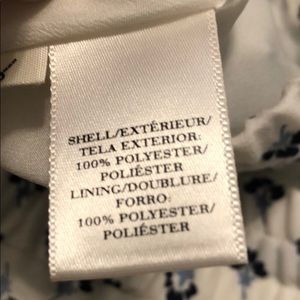 SHELL/EXTÉRIEUR/
TELA EXTERIOR:
100% POLYESTER/
POLIÉSTER
LINING/DOUBLURE/
FORRO:
100% POLYESTER/
POLIÉSTER